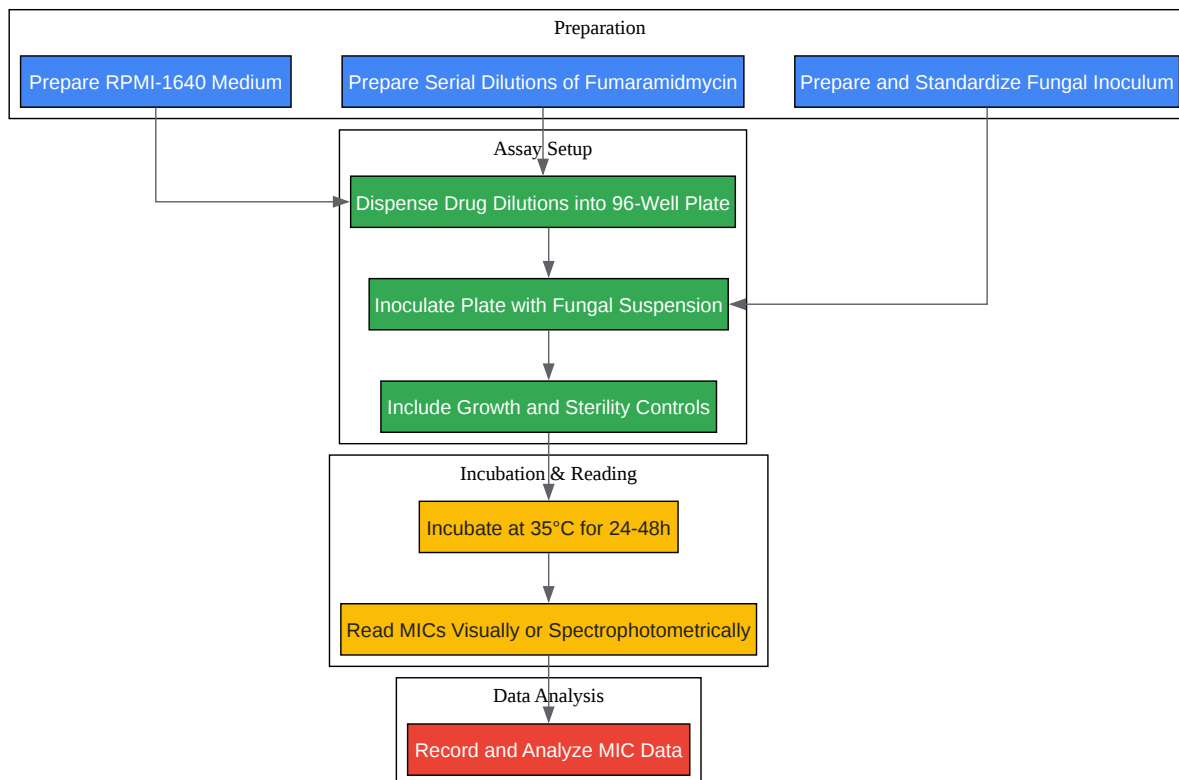 Preparation
Prepare RPMI-1640 Medium
Prepare Serial Dilutions of Fumaramidmycin
Prepare and Standardize Fungal Inoculum
Assay Setup
Dispense Drug Dilutions into 96-Well Plate
Inoculate Plate with Fungal Suspension
Include Growth and Sterility Controls
Incubation & Reading
Incubate at 35°C for 24-48h
Read MICs Visually or Spectrophotometrically
Data Analysis
Record and Analyze MIC Data